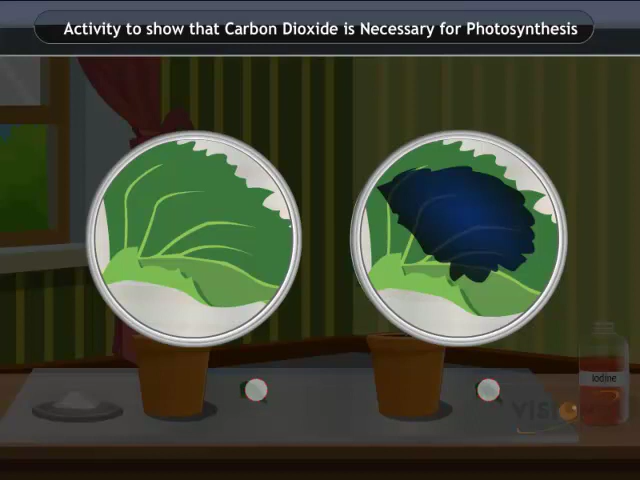 Activity to show that Carbon Dioxide is Necessary for Photosynthesis
Iodine